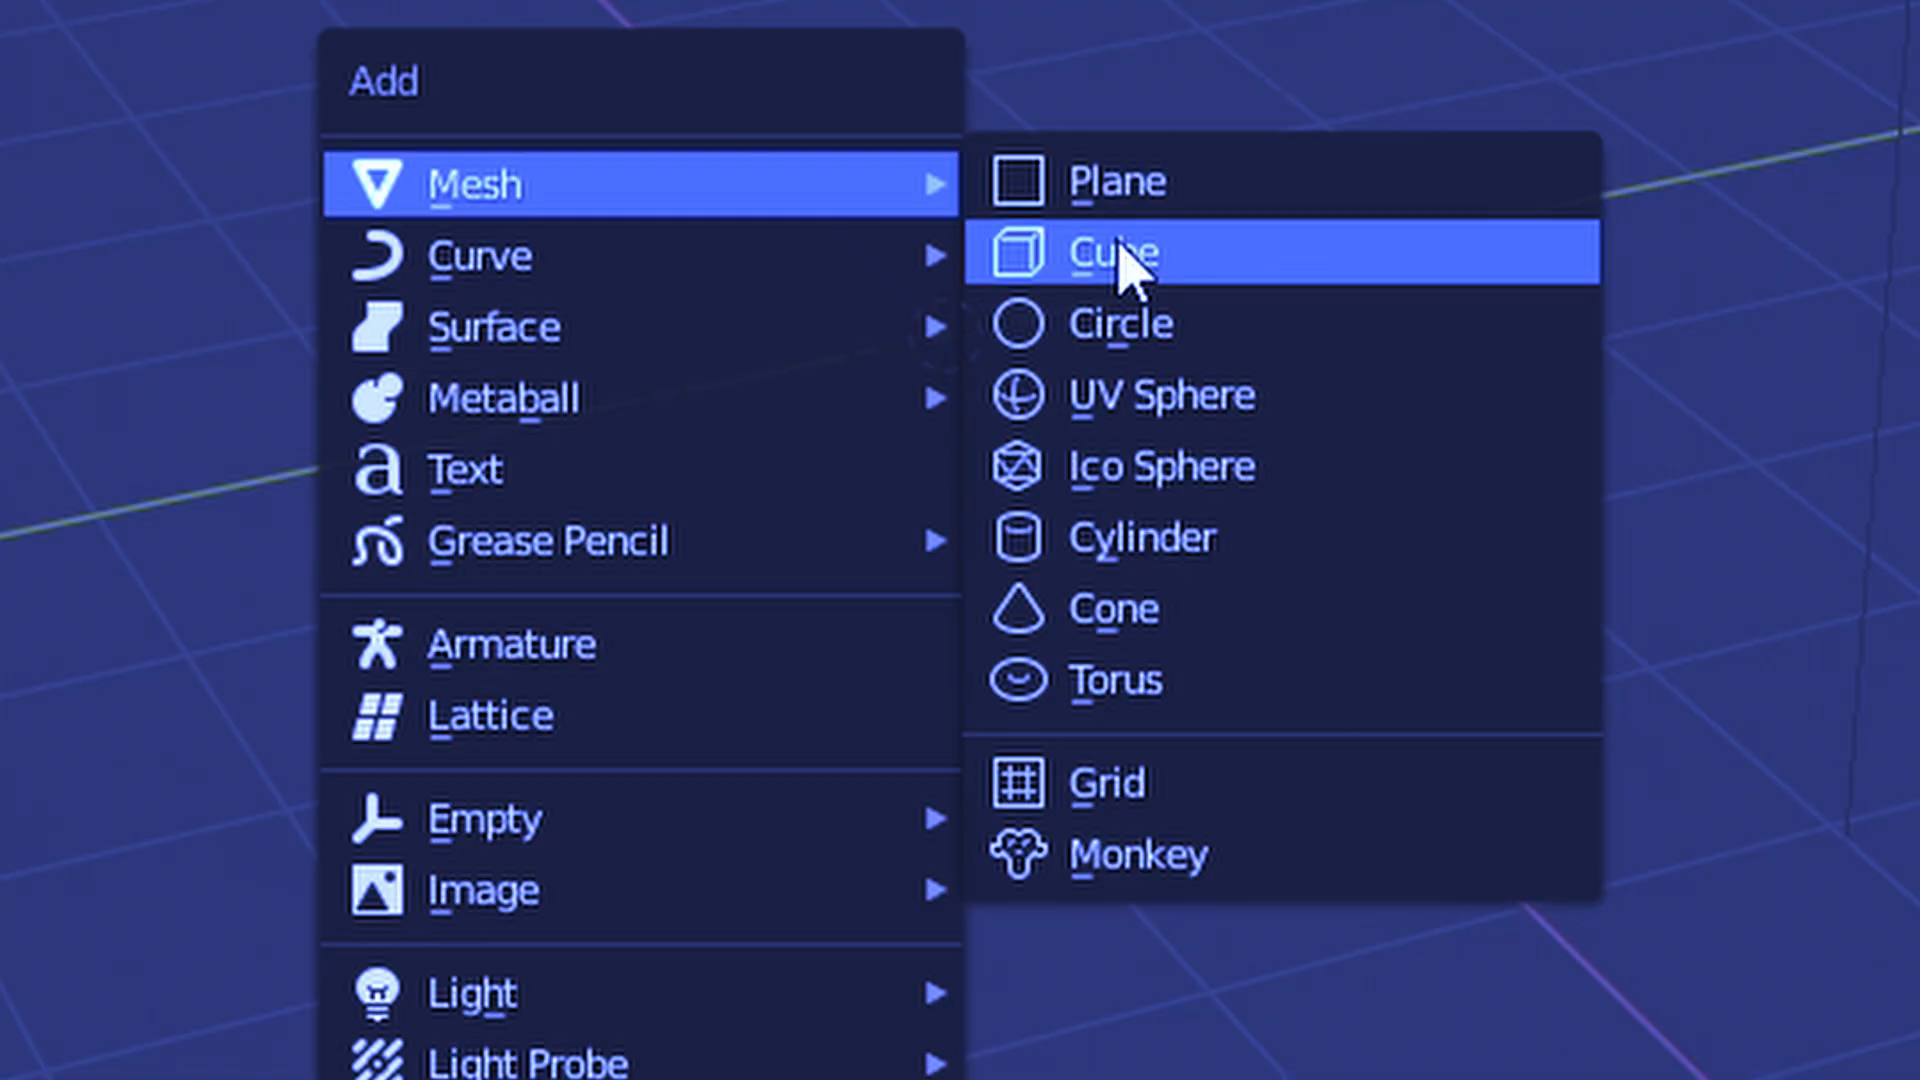 Add
Mesh
Curve
Surface
Metaball
Text
Grease Pencil
Armature
Lattice
Empty
Image
Light
Light Probe
Plane
Cube
Circle
UV Sphere
Ico Sphere
Cylinder
Cone
Torus
Grid
Monkey